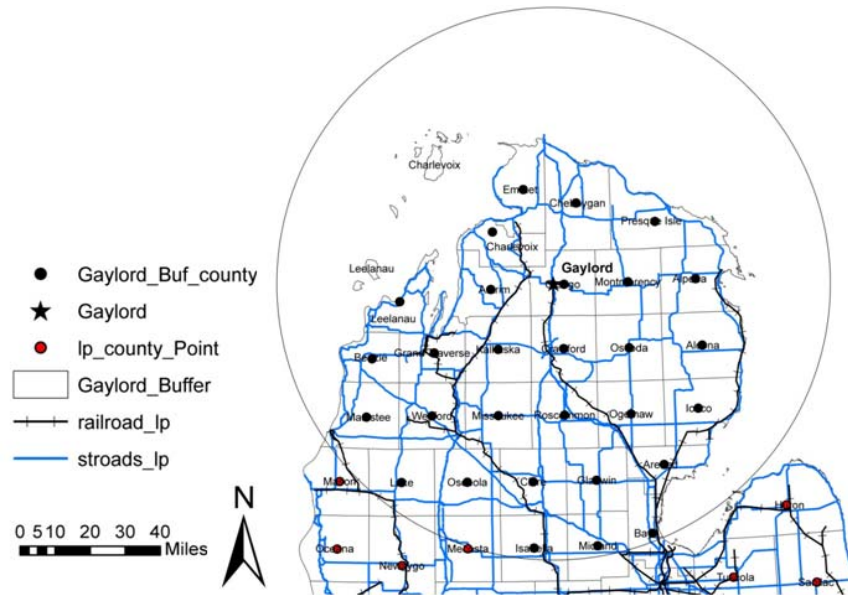 Charlevoix
Emmet
Cheboygan
Presque Isle
Charlevoix
Gaylord
Leelanau
Antrim
Otsego
Montmorency
Alpena
Leelanau
Benzie
Grand Traverse
Kalkaska
Crawford
Oscoda
Alcona
Manistee
Wexford
Missaukee
Roscommon
Ogemaw
Iosco
Arenac
Mason
Lake
Osceola
Clare
Gladwin
Huron
Bay
Oceana
Mecosta
Isabella
Midland
Newaygo
Tuscola
Sanilac
Gaylord_Buf_county
Gaylord
lp_county_Point
Gaylord_Buffer
railroad_lp
stroads_lp
N
0 5 10 20 30 40
Miles